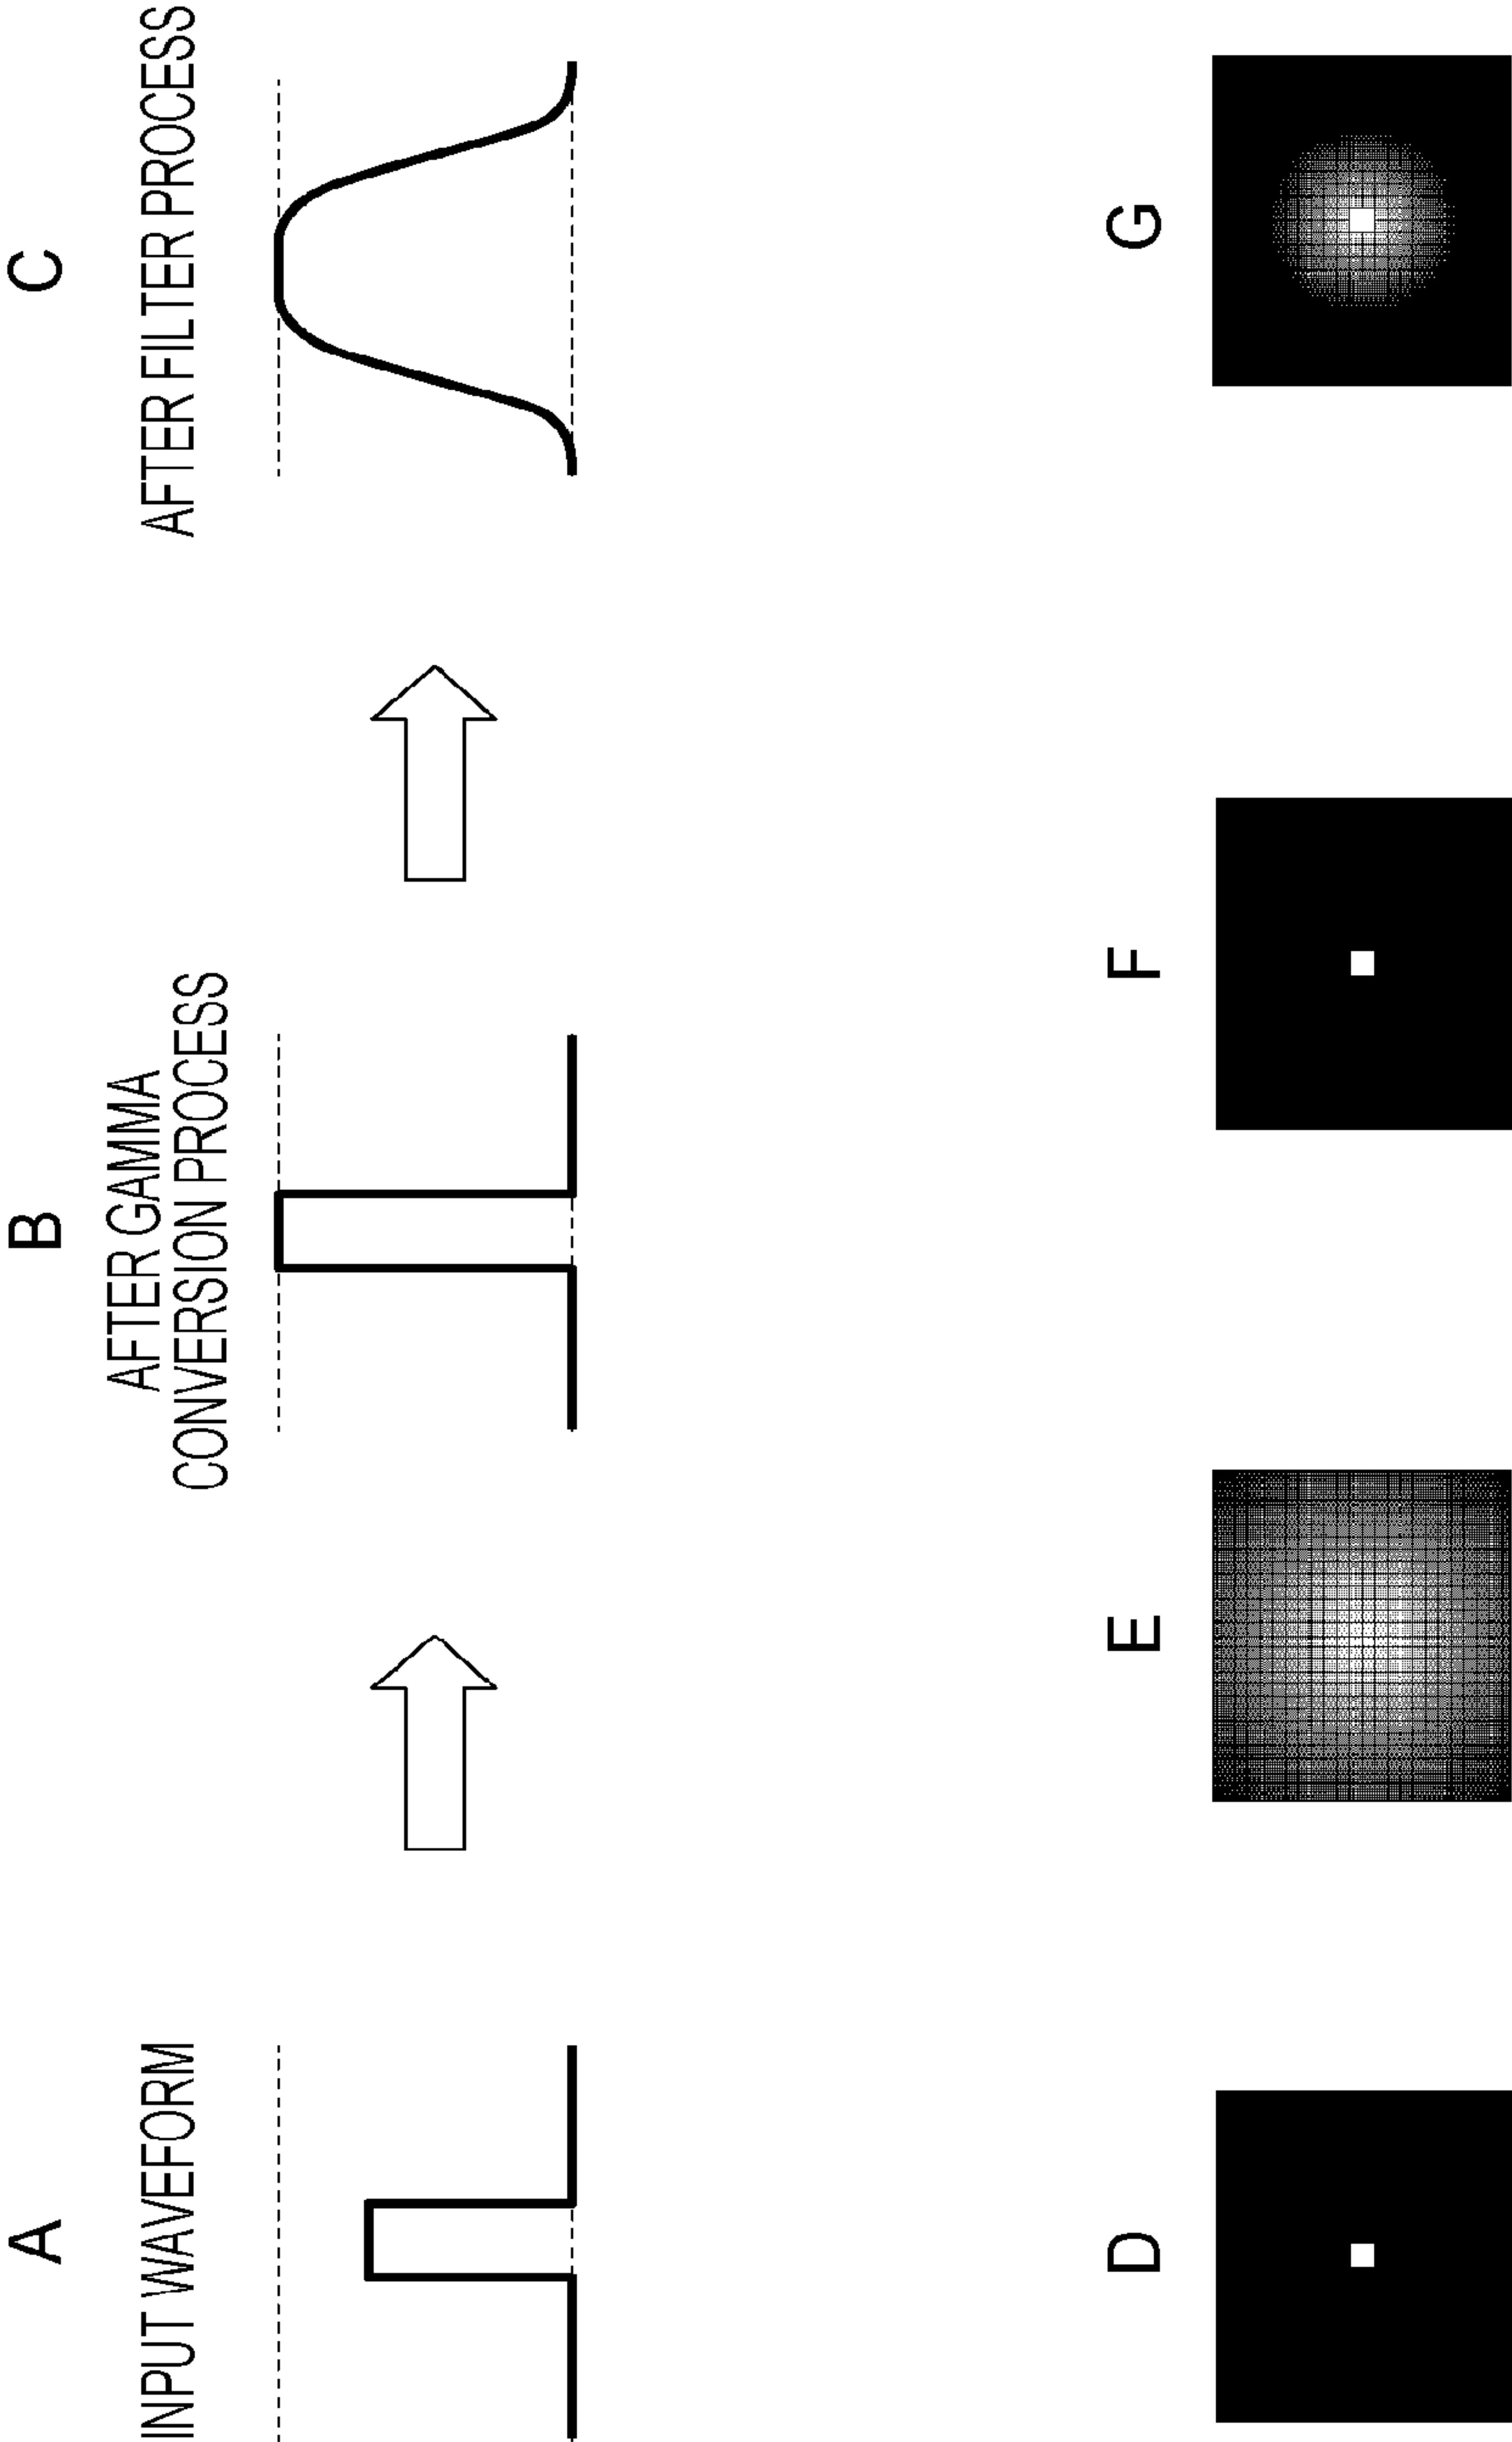 A
INPUT WAVEFORM
B
AFTER GAMMA
CONVERSION PROCESS
C
AFTER FILTER PROCESS
D
E
F
G